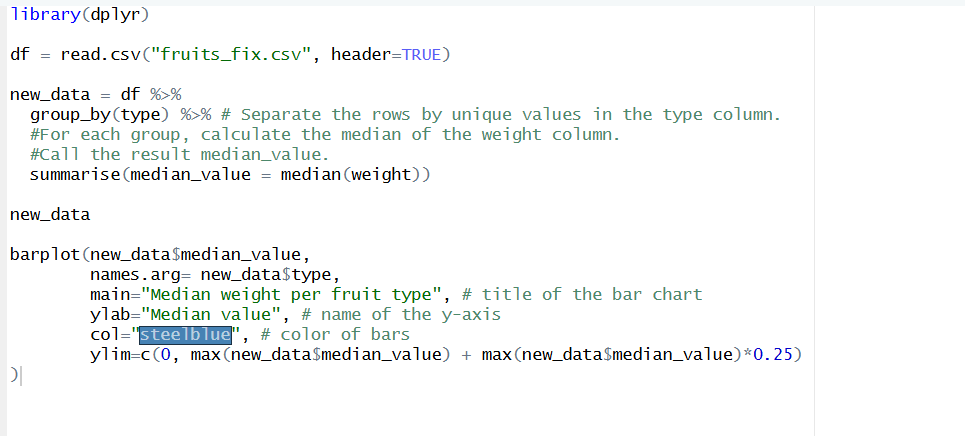 library(dplyr)
df = read.csv("fruits_fix.csv", header=TRUE)
new_data = df %>%
group_by(type) %>% # Separate the rows by unique values in the type column.
#For each group, calculate the median of the weight column.
#Call the result median_value.
summarise(median_value = median(weight))
new_data
barplot(new_data$median_value,
names.arg= new_data$type,
main="Median weight per fruit type", # title of the bar chart
ylab="Median value", # name of the y-axis
col="steelblue", # color of bars
ylim=c(0, max(new_data$median_value) + max(new_data$median_value)*0.25)
)